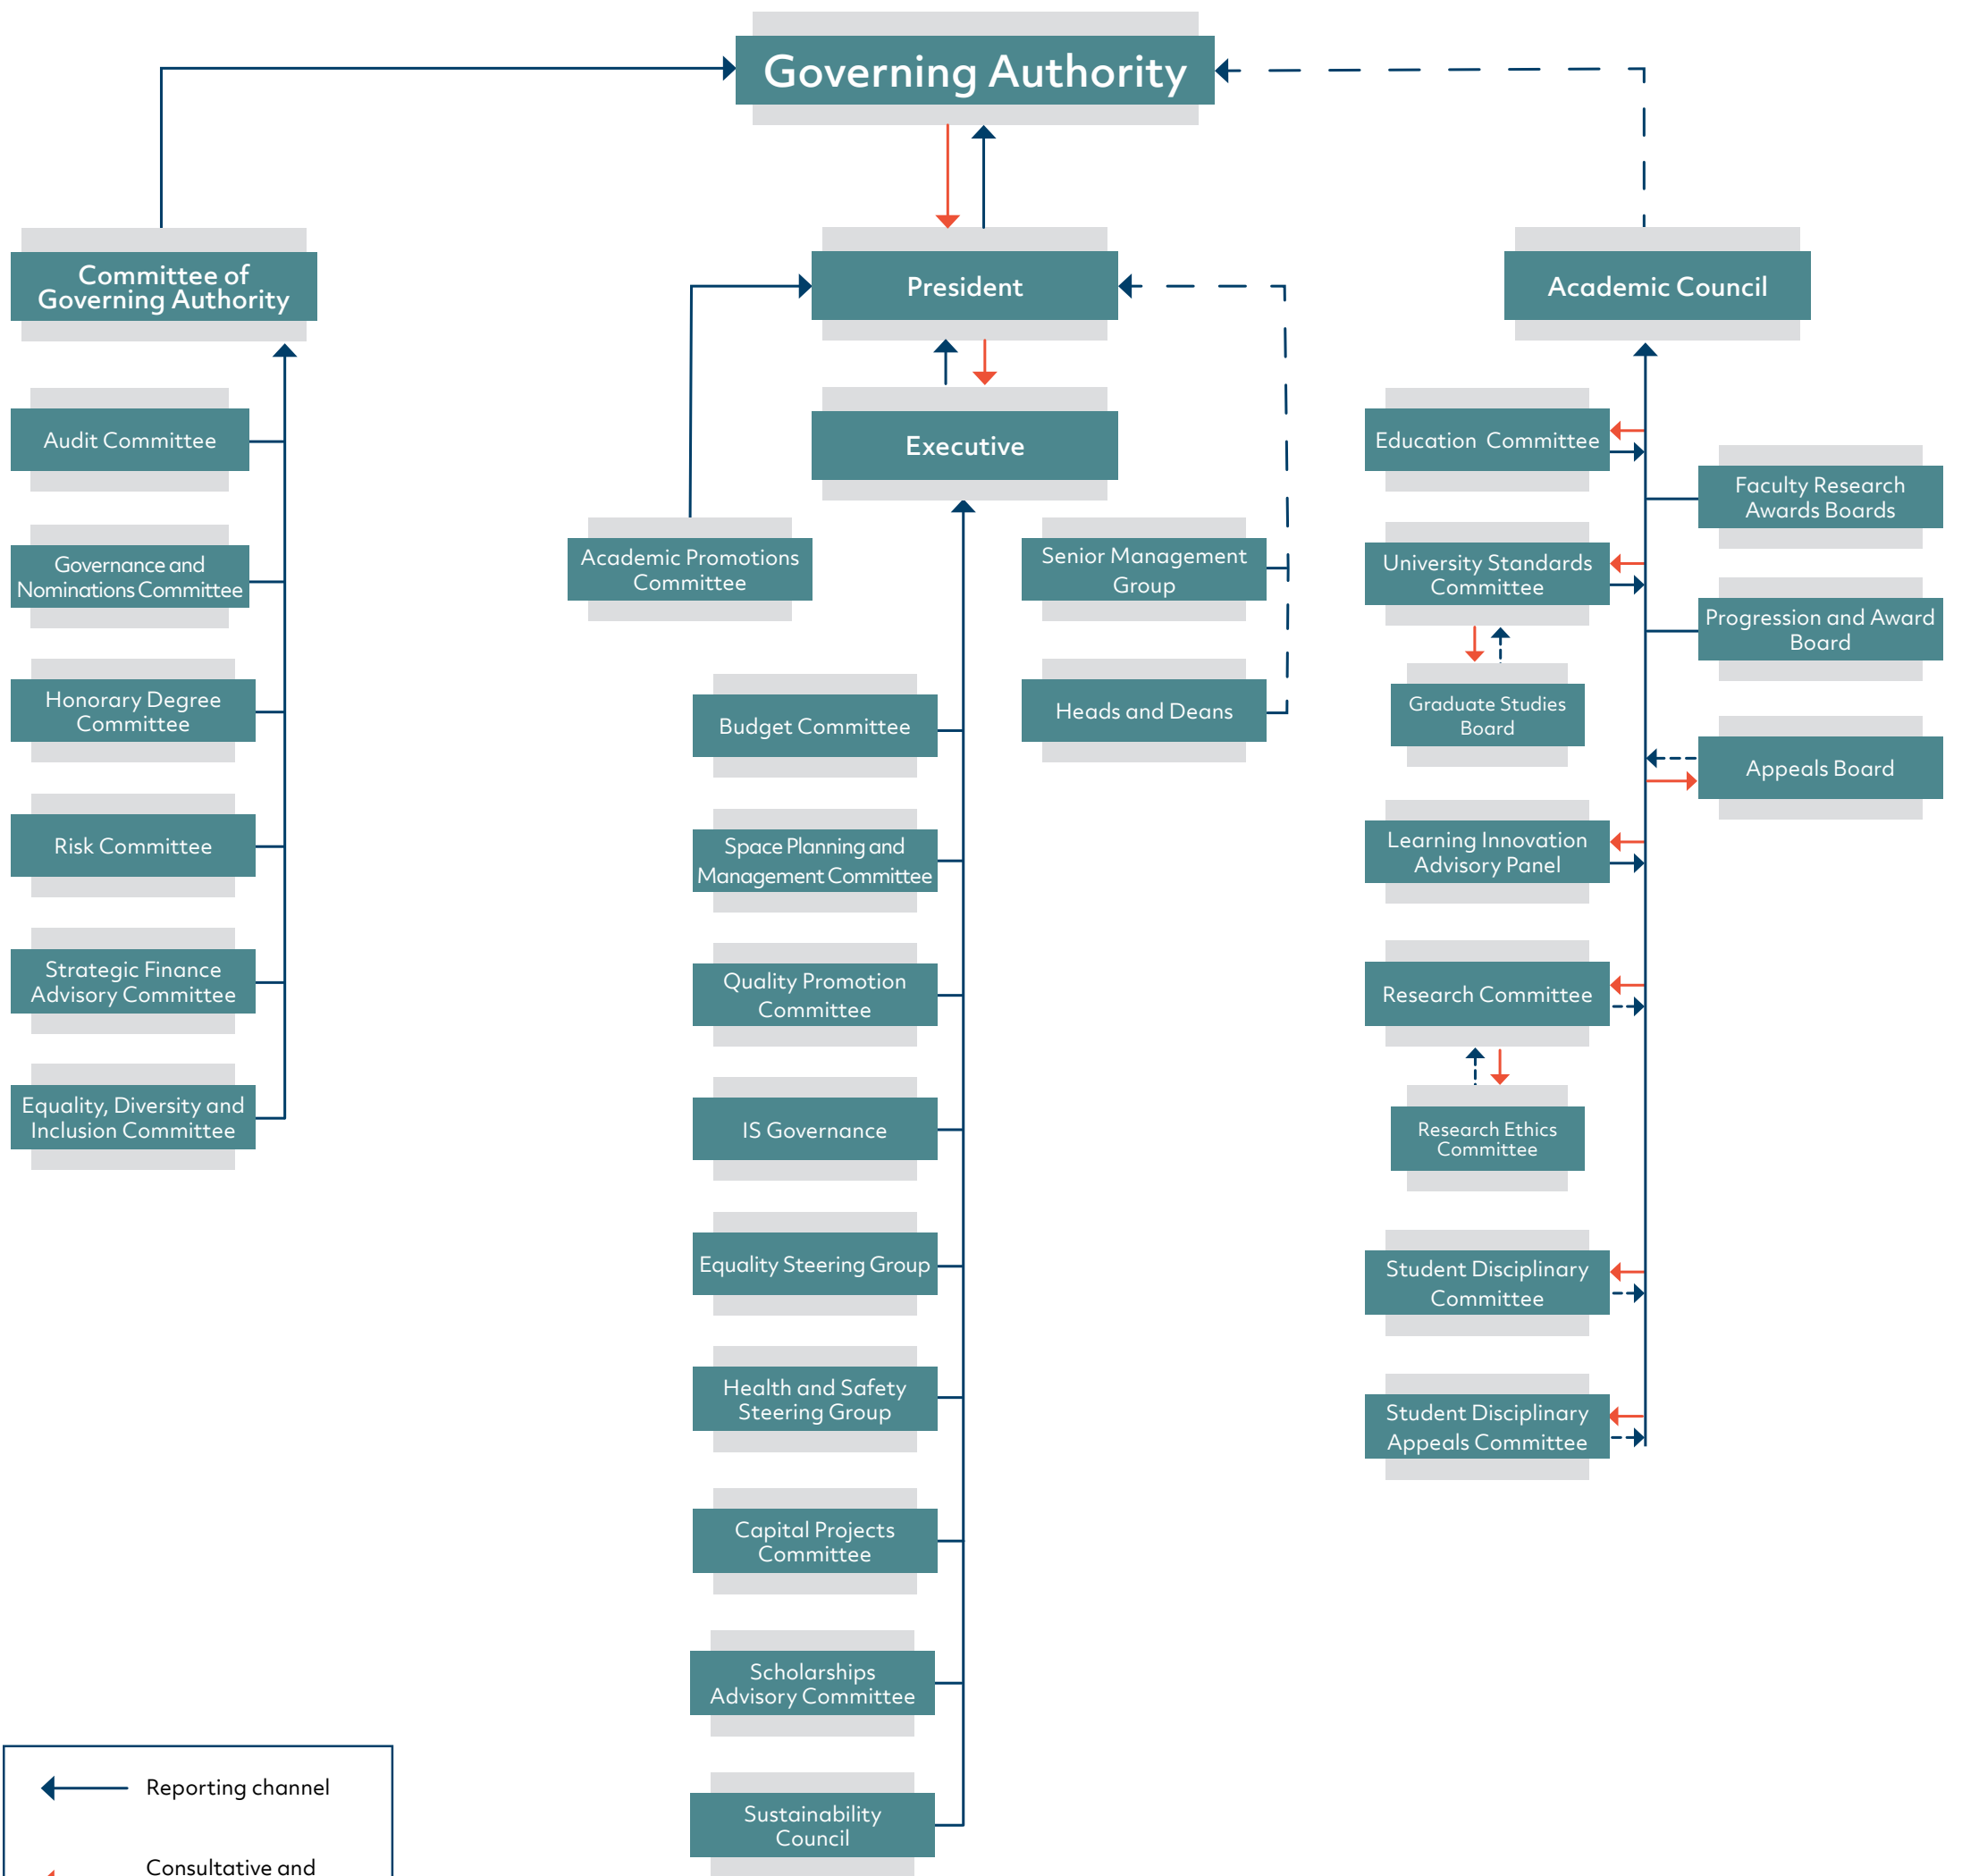 Governing Authority
Committee of
Governing Authority
President
Academic Council
Executive
Audit Committee
Governance and
Nominations Committee
Honorary Degree
Committee
Risk Committee
Strategic Finance
Advisory Committee
Equality, Diversity and
Inclusion Committee
Academic Promotions
Committee
Senior Management
Group
Heads and Deans
Budget Committee
Space Planning and
Management Committee
Quality Promotion
Committee
IS Governance
Equality Steering Group
Health and Safety
Steering Group
Capital Projects
Committee
Scholarships
Advisory Committee
Sustainability
Council
Education Committee
Faculty Research
Awards Boards
University Standards
Committee
Progression and Award
Board
Graduate Studies
Board
Appeals Board
Learning Innovation
Advisory Panel
Research Committee
Research Ethics
Committee
Student Disciplinary
Committee
Student Disciplinary
Appeals Committee
Reporting channel
Consultative and